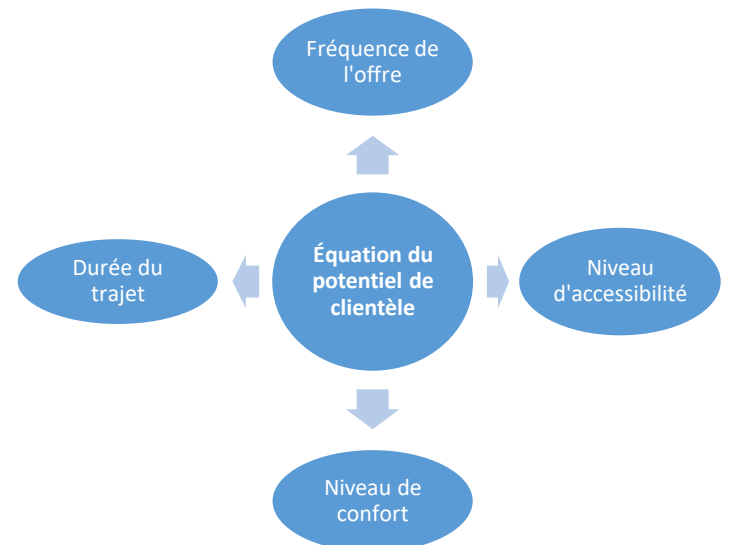 Fréquence de
l'offre
Durée du
trajet
Équation du
potentiel de
clientèle
Niveau
d'accessibilité
Niveau de
confort